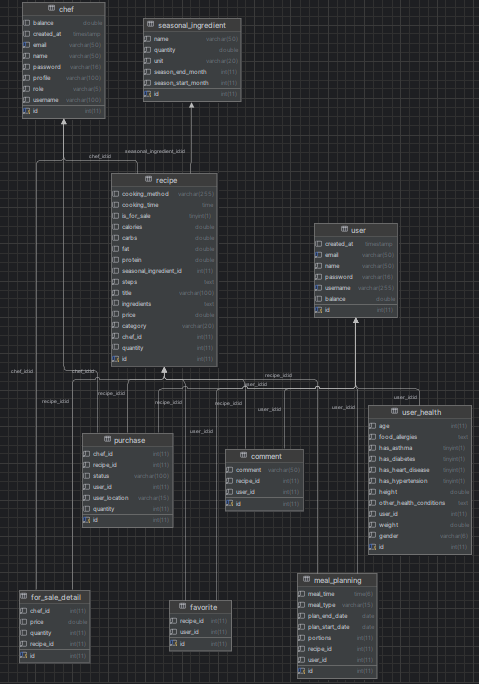 chef
balance double
created_at timestamp
email varchar(50)
name varchar(50)
password varchar(16)
profile varchar(100)
role varchar(5)
username varchar(100)
id int(11)
seasonal_ingredient
name varchar(50)
quantity double
unit varchar(20)
season_end_month int(11)
season_start_month int(11)
id int(11)
seasonal_ingredient_id:id
chef_id:id
recipe
cooking_method varchar(255)
cooking_time time
is_for_sale tinyint(1)
calories double
carbs double
fat double
protein double
seasonal_ingredient_id int(11)
steps text
title varchar(100)
ingredients text
price double
category varchar(20)
chef_id int(11)
quantity int(11)
id int(11)
user
created_at timestamp
email varchar(50)
name varchar(50)
password varchar(16)
username varchar(255)
balance double
id int(11)
chef_id:id
chef_id:id
recipe_id:id
user_id:id
recipe_id:id
recipe_id:id
recipe_id:id
recipe_id:id
user_id:id
user_id:id
user_id:id
user_id:id
user_health
age int(11)
food_allergies text
has_asthma tinyint(1)
has_diabetes tinyint(1)
has_heart_disease tinyint(1)
has_hypertension tinyint(1)
height double
other_health_conditions text
user_id int(11)
weight double
gender varchar(6)
id int(11)
purchase
chef_id int(11)
recipe_id int(11)
status varchar(100)
user_id int(11)
user_location varchar(15)
quantity int(11)
id int(11)
comment
comment varchar(50)
recipe_id int(11)
user_id int(11)
id int(11)
for_sale_detail
chef_id int(11)
price double
quantity int(11)
recipe_id int(11)
id int(11)
favorite
recipe_id int(11)
user_id int(11)
id int(11)
meal_planning
meal_time time(6)
meal_type varchar(15)
plan_end_date date
plan_start_date date
portions int(11)
recipe_id int(11)
user_id int(11)
id int(11)